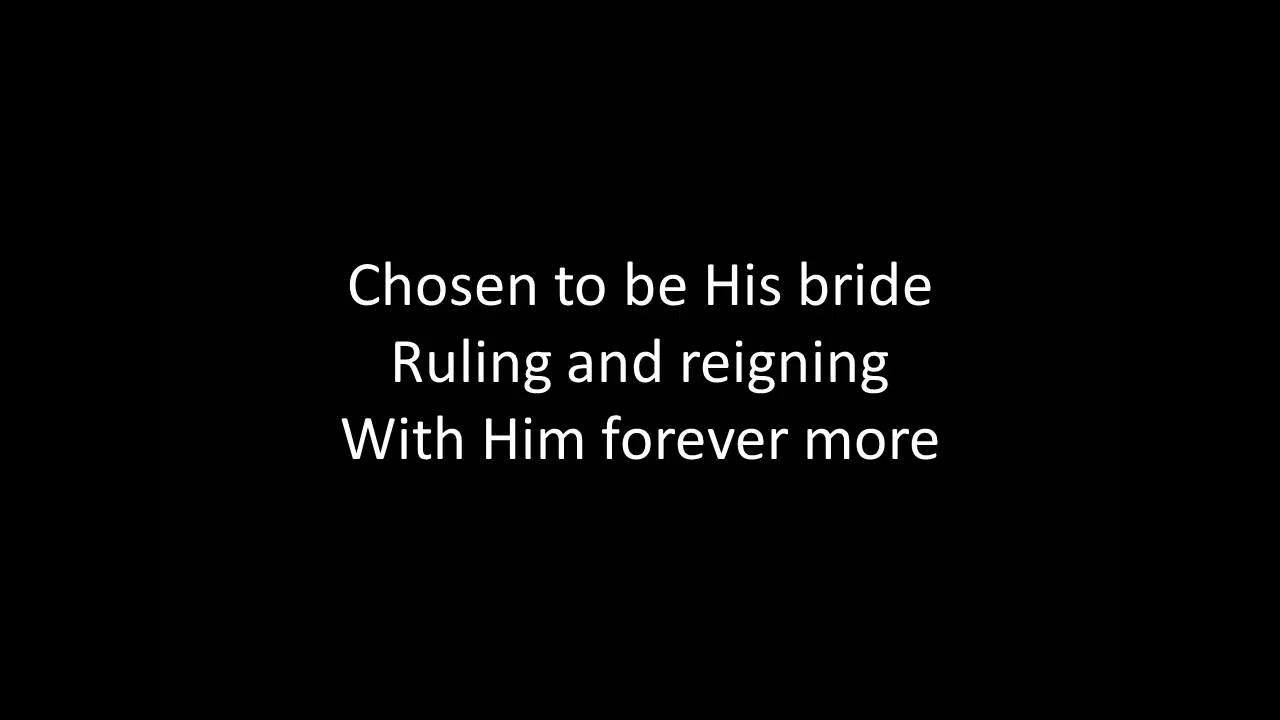 Chosen to be His bride
Ruling and reigning
With Him forever more